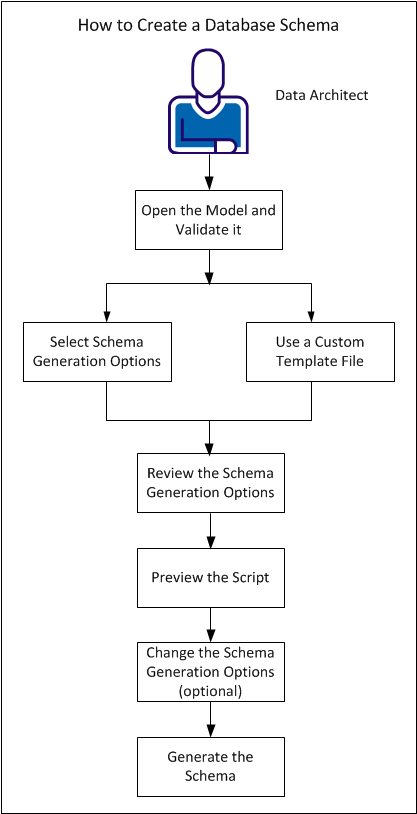 How to Create a Database Schema
Data Architect
Open the Model and
Validate it
Select Schema
Generation Options
Use a Custom
Template File
Review the Schema
Generation Options
Preview the Script
Change the Schema
Generation Options
(optional)
Generate the
Schema